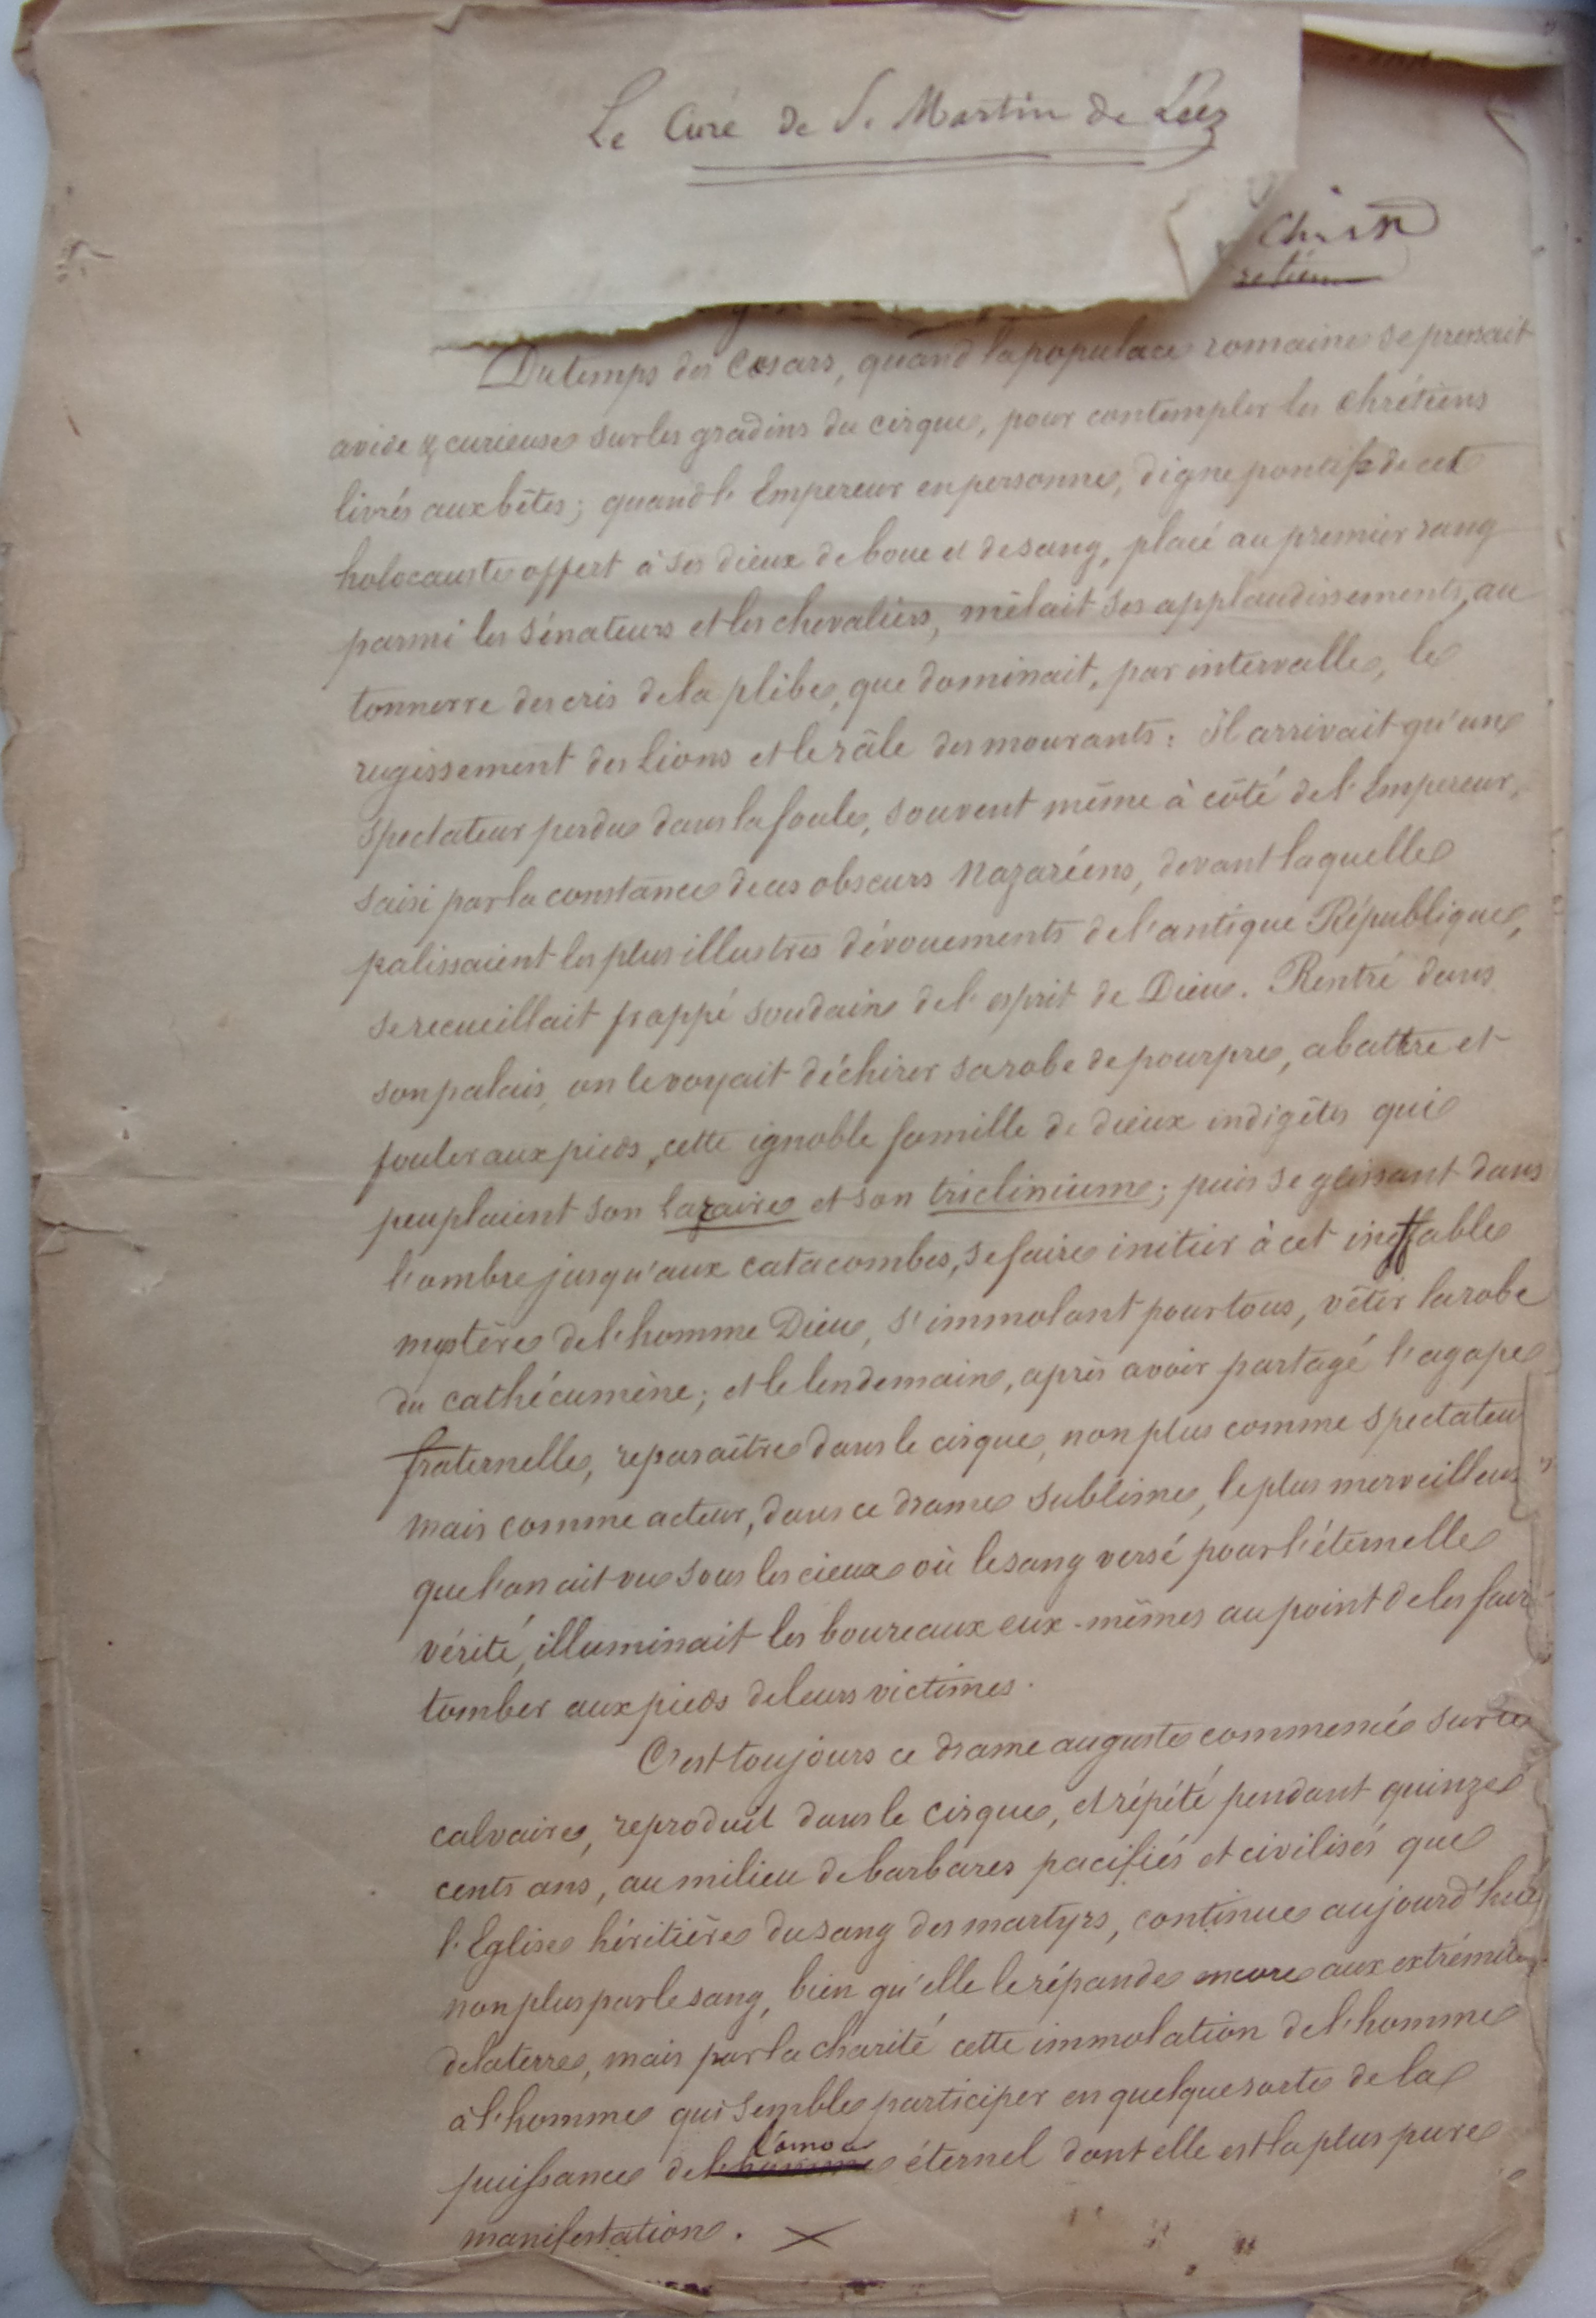 Le Curé de S. Martin de Léez
Du temps des Cesars, quand la populace romaine se pressait
avide & curieuse sur les gradins du cirque, pour contempler les chrétiens
livrés aux bêtes; quand l'Empereur en personne, digne pontife de cet
holocauste offert à ses dieux de boue et de sang, placé au premier rang
parmi les sénateurs et les chevaliers, mêlait ses applaudissements, au
tonnerre des cris de la plèbe, que dominait, par intervalle, le
rugissement des Lions et le râle des mourants: Il arrivait qu'un
spectateur perdu dans la foule, souvent même à côté de l'Empereur,
saisi par la constance de ces obscurs Nazaréens, devant laquelle
palissaient les plus illustres dévouements de l'antique République,
se recueillait frappé soudain de l'esprit de Dieu. Rentré dans
son palais, on le voyait déchirer sa robe de pourpre, abattre et
fouler aux pieds, cette ignoble famille de dieux indigètes qui
peuplaient son laraire et son triclinium; puis se glissant dans
l'ombre jusqu'aux catacombes, se faire initier à cet ineffable
mystère de l'homme Dieu, s'immolant pour tous, vêtir la robe
du cathécumène; et le lendemain, après avoir partagé l'agape
fraternelle, reparaître dans le cirque, non plus comme spectateur
mais comme acteur, dans ce drame sublime, le plus merveilleux
que l'on ait vu sous les cieux où le sang versé pour l'éternelle
vérité, illuminait les boureaux eux-mêmes au point de les faire
tomber aux pieds de leurs victimes.
C'est toujours ce drame auguste commencé sur le
calvaire, reproduit dans le cirque, et répété pendant quinze
cents ans, au milieu de barbares pacifiés et civilisés que
l'Eglise héritière du sang des martyrs, continue aujourd'hui
non plus par le sang, bien qu'elle le répande encore aux extrémités
de la terre, mais par la charité cette immolation de l'homme
à l'homme qui semble participer en quelque sorte de la
l'amour
puissance de l'homme éternel dont elle est la plus pure
manifestation.